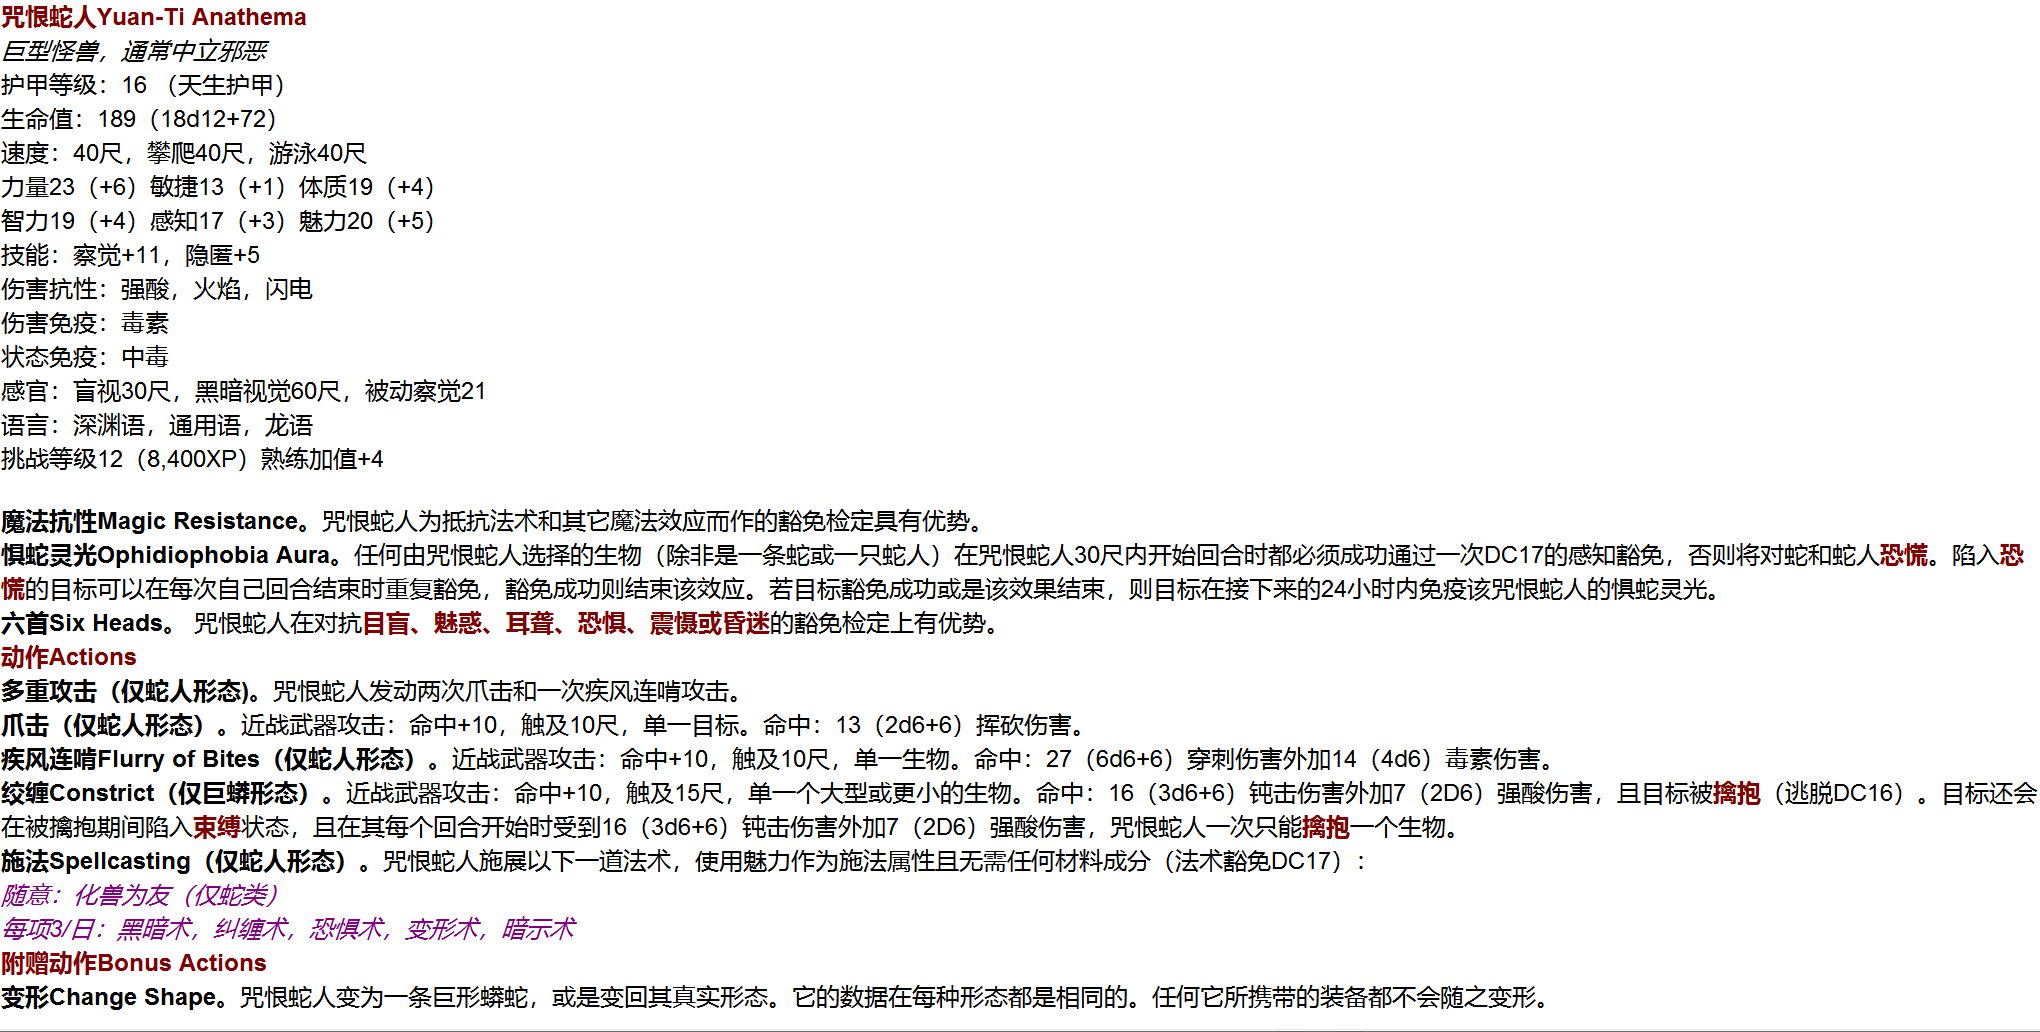 咒恨蛇人Yuan-Ti Anathema
巨型怪兽，通常中立邪恶
护甲等级：16 （天生护甲）
生命值：189（18d12+72）
速度：40尺，攀爬40尺，游泳40尺
力量23（+6）敏捷13（+1）体质19（+4）
智力19（+4）感知17（+3）魅力20（+5）
技能：察觉+11，隐匿+5
伤害抗性：强酸，火焰，闪电
伤害免疫：毒素
状态免疫：中毒
感官：盲视30尺，黑暗视觉60尺，被动察觉21
语言：深渊语，通用语，龙语
挑战等级12（8,400XP）熟练加值+4
魔法抗性Magic Resistance。咒恨蛇人为抵抗法术和其它魔法效应而作的豁免检定具有优势。
惧蛇灵光Ophidiophobia Aura。任何由咒恨蛇人选择的生物（除非是一条蛇或一只蛇人）在咒恨蛇人30尺内开始回合时都必须成功通过一次DC17的感知豁免，否则将对蛇和蛇人恐慌。陷入恐
慌的目标可以在每次自己回合结束时重复豁免，豁免成功则结束该效应。若目标豁免成功或是该效果结束，则目标在接下来的24小时内免疫该咒恨蛇人的惧蛇灵光。
六首Six Heads。 咒恨蛇人在对抗目盲、魅惑、耳聋、恐惧、震慑或昏迷的豁免检定上有优势。
动作Actions
多重攻击（仅蛇人形态)。咒恨蛇人发动两次爪击和一次疾风连啃攻击。
爪击（仅蛇人形态）。近战武器攻击：命中+10，触及10尺，单一目标。命中：13（2d6+6）挥砍伤害。
疾风连啃Flurry of Bites（仅蛇人形态）。近战武器攻击：命中+10，触及10尺，单一生物。命中：27（6d6+6）穿刺伤害外加14（4d6）毒素伤害。
绞缠Constrict（仅巨蟒形态）。近战武器攻击：命中+10，触及15尺，单一个大型或更小的生物。命中：16（3d6+6）钝击伤害外加7（2D6）强酸伤害，且目标被擒抱（逃脱DC16）。目标还会
在被擒抱期间陷入束缚状态，且在其每个回合开始时受到16（3d6+6）钝击伤害外加7（2D6）强酸伤害，咒恨蛇人一次只能擒抱一个生物。
施法Spellcasting（仅蛇人形态）。咒恨蛇人施展以下一道法术，使用魅力作为施法属性且无需任何材料成分（法术豁免DC17）：
随意：化兽为友（仅蛇类）
每项3/日：黑暗术，纠缠术，恐惧术，变形术，暗示术
附赠动作Bonus Actions
变形Change Shape。咒恨蛇人变为一条巨形蟒蛇，或是变回其真实形态。它的数据在每种形态都是相同的。任何它所携带的装备都不会随之变形。